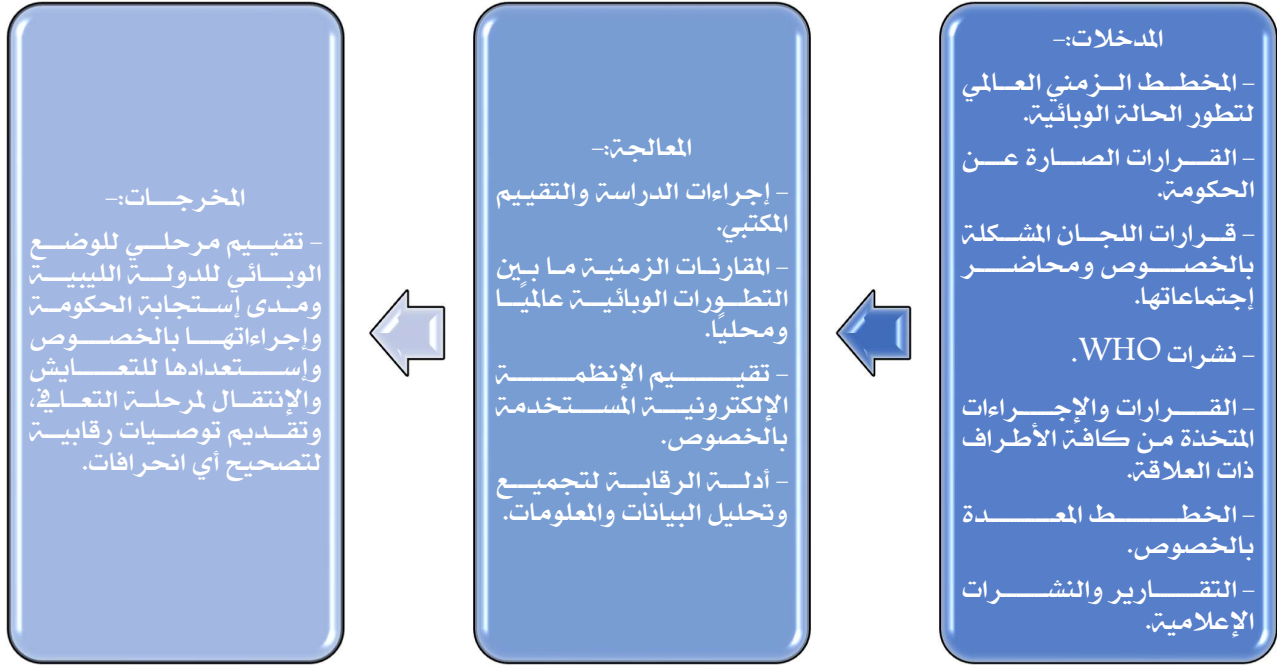 المدخلات:-
- المخطط الزمني العالمي
لتطور الحالة الوبائية.
- القرارات الصارة عن
الحكومة.
- قرارات اللجان المشكلة
بالخصوص ومحاضر
إجتماعاتها.
- نشرات WHO.
- القرارات والإجراءات
المتخذة من كافة الأطراف
ذات العلاقة.
- الخطط المعدة
بالخصوص.
- التقارير والنشرات
الإعلامية.
المعالجة:-
- إجراءات الدراسة والتقييم
المكتبي.
- المقارنات الزمنية ما بين
التطورات الوبائية عالميًا
ومحليًا.
- تقييم الإنظمة
الإلكترونية المستخدمة
بالخصوص.
- أدلة الرقابة لتجميع
وتحليل البيانات والمعلومات.
المخرجات:-
- تقييم مرحلي للوضع
الوبائي للدولة الليبية
ومدى إستجابة الحكومة
وإجراءاتها بالخصوص
وإستعدادها للتعايش
والإنتقال لمرحلة التعافي،
وتقديم توصيات رقابية
لتصحيح أي انحرافات.